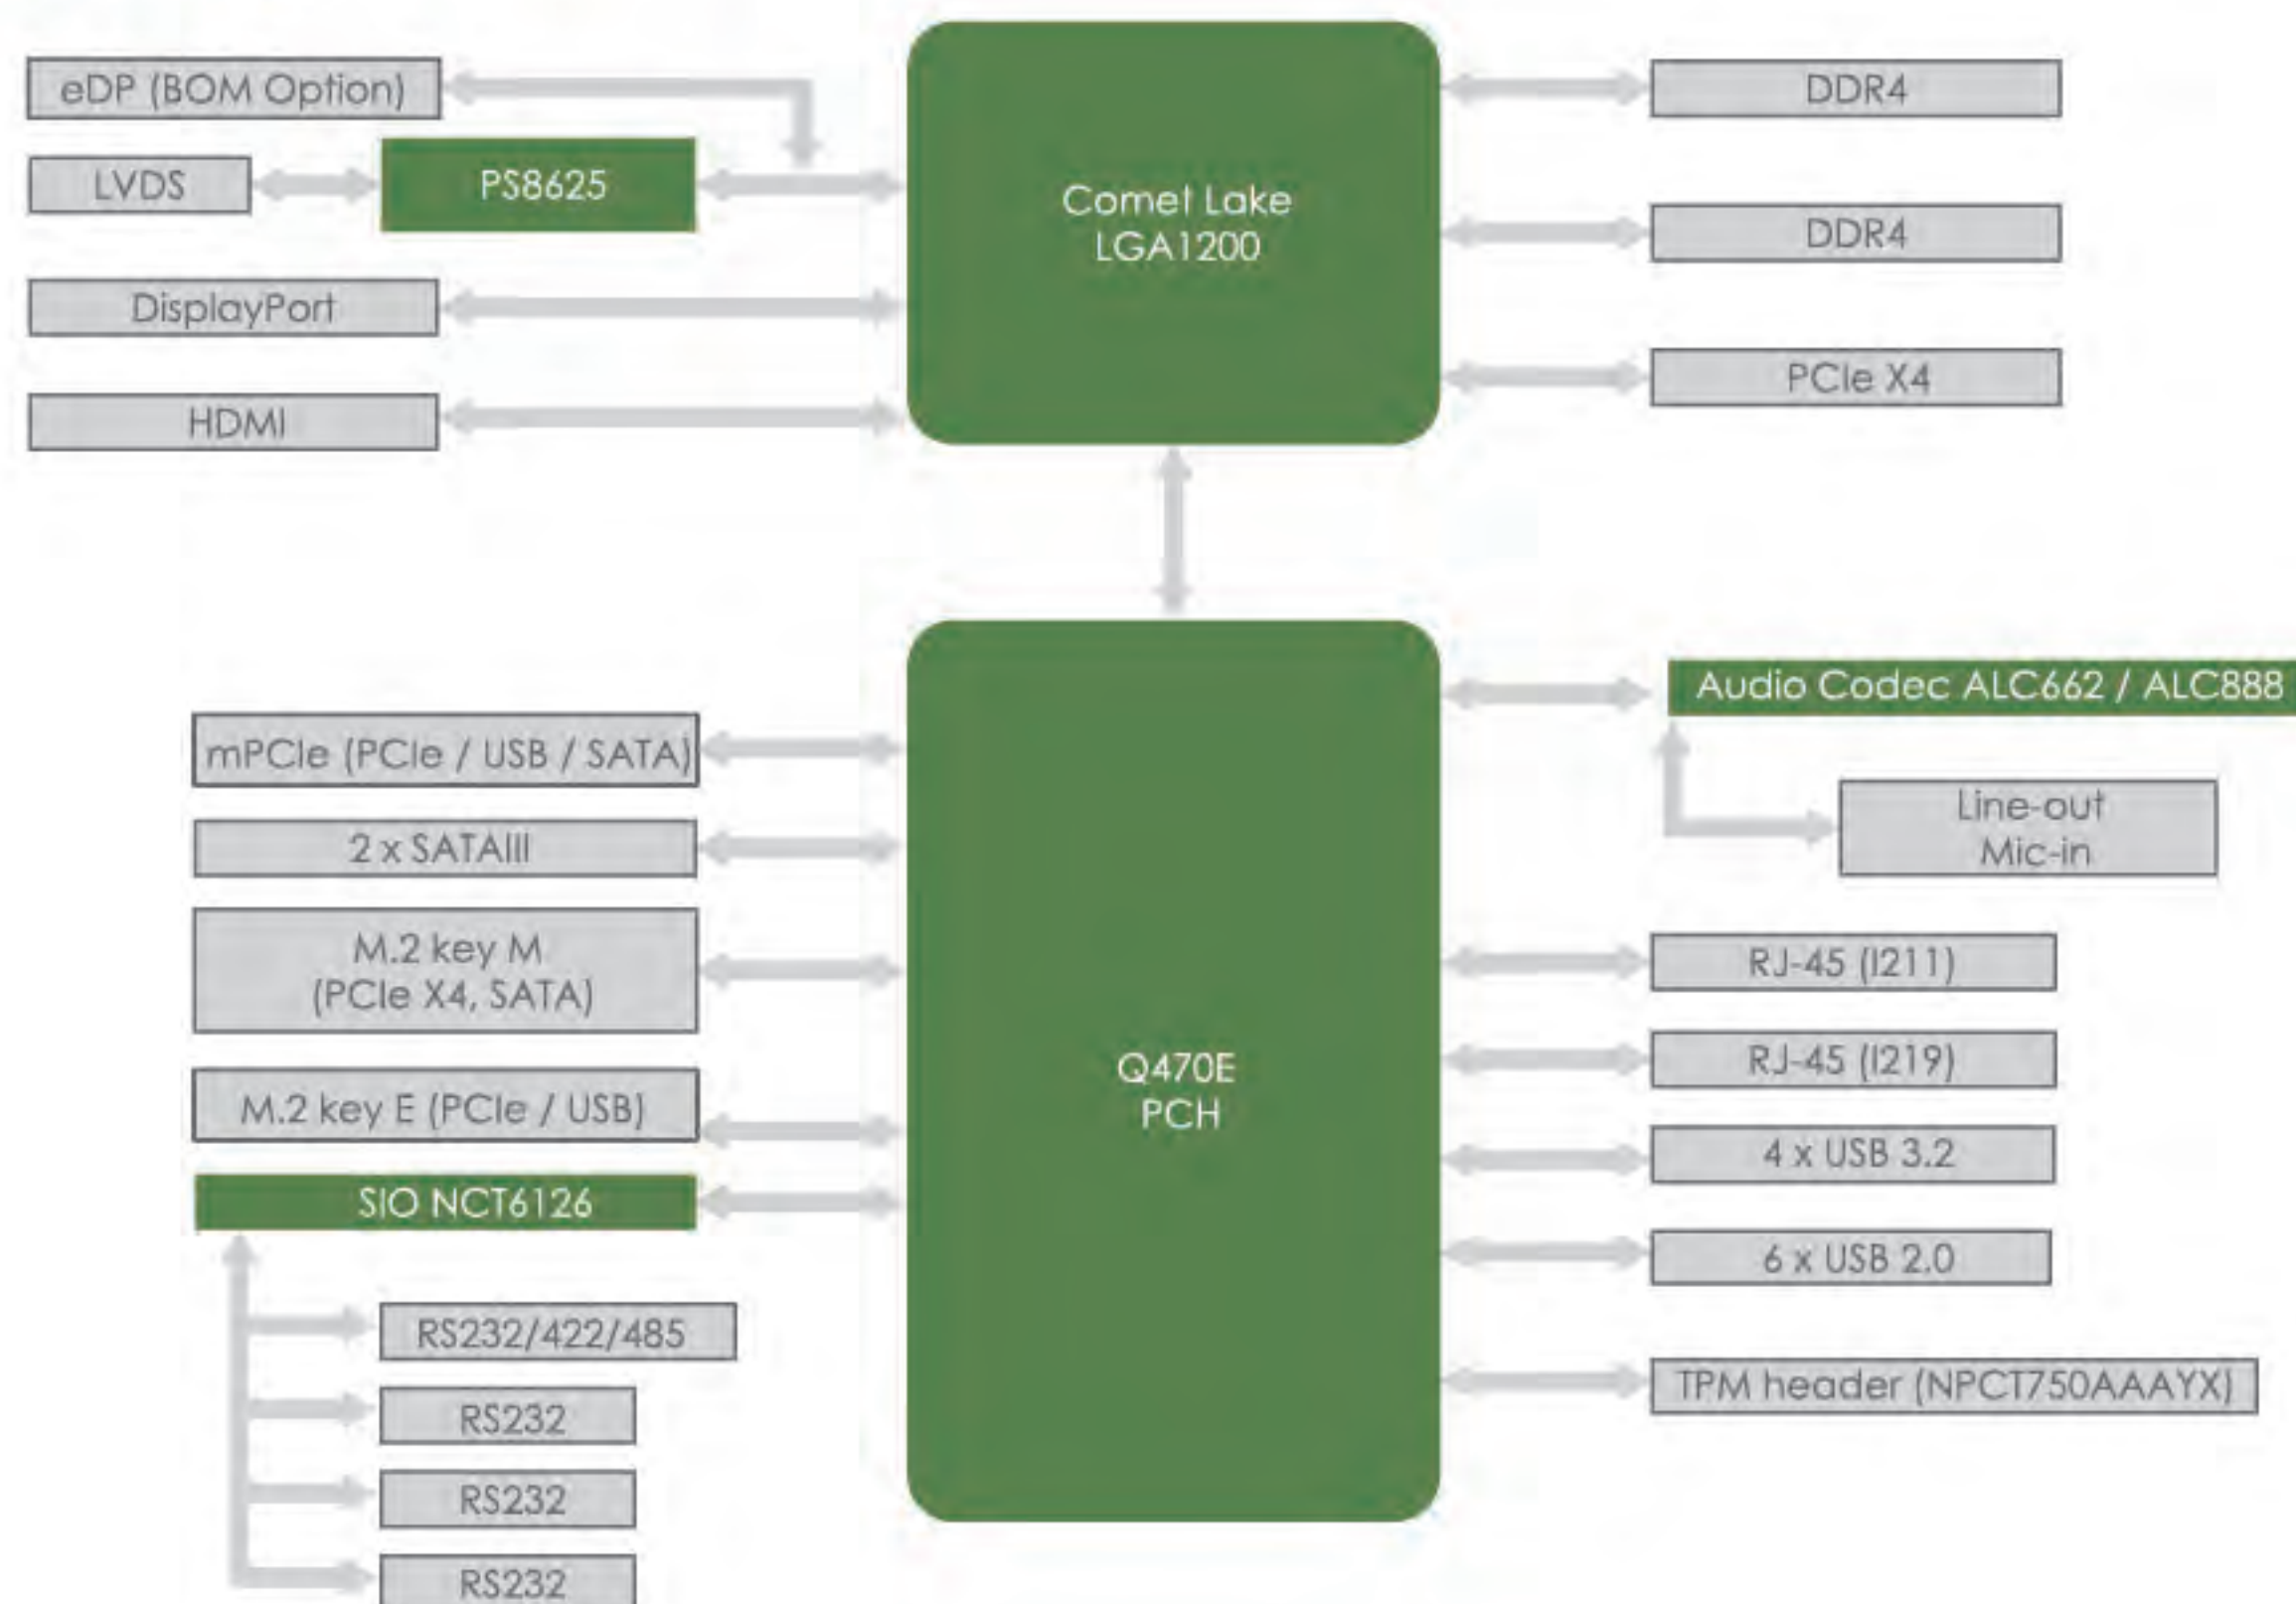 eDP (BOM Option)
LVDS
PS8625
DisplayPort
HDMI
Comet Lake
LGA1200
DDR4
DDR4
PCIe X4
mPCIe (PCIe / USB / SATA)
2 x SATAIII
M.2 key M
(PCIe X4, SATA)
M.2 key E (PCIe / USB)
SIO NCT6126
RS232/422/485
RS232
RS232
RS232
Q470E
PCH
Audio Codec ALC662 / ALC888
Line-out
Mic-in
RJ-45 (I211)
RJ-45 (I219)
4 x USB 3.2
6 x USB 2.0
TPM header (NPCT750AAAYX)